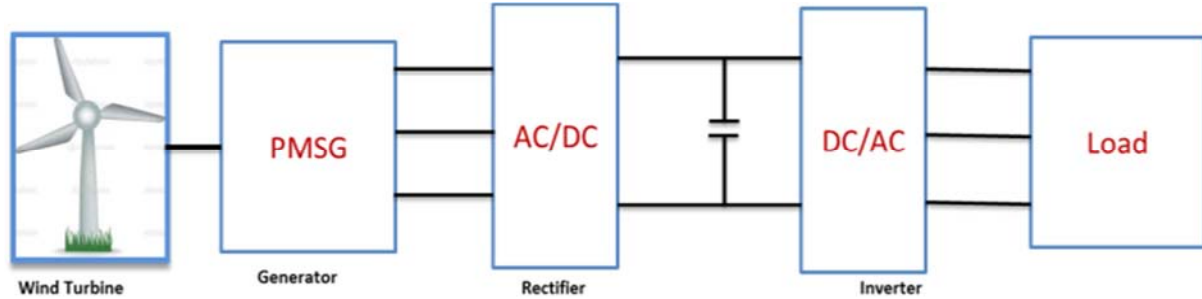 PMSG
AC/DC
DC/AC
Load
Wind Turbine
Generator
Rectifier
Inverter